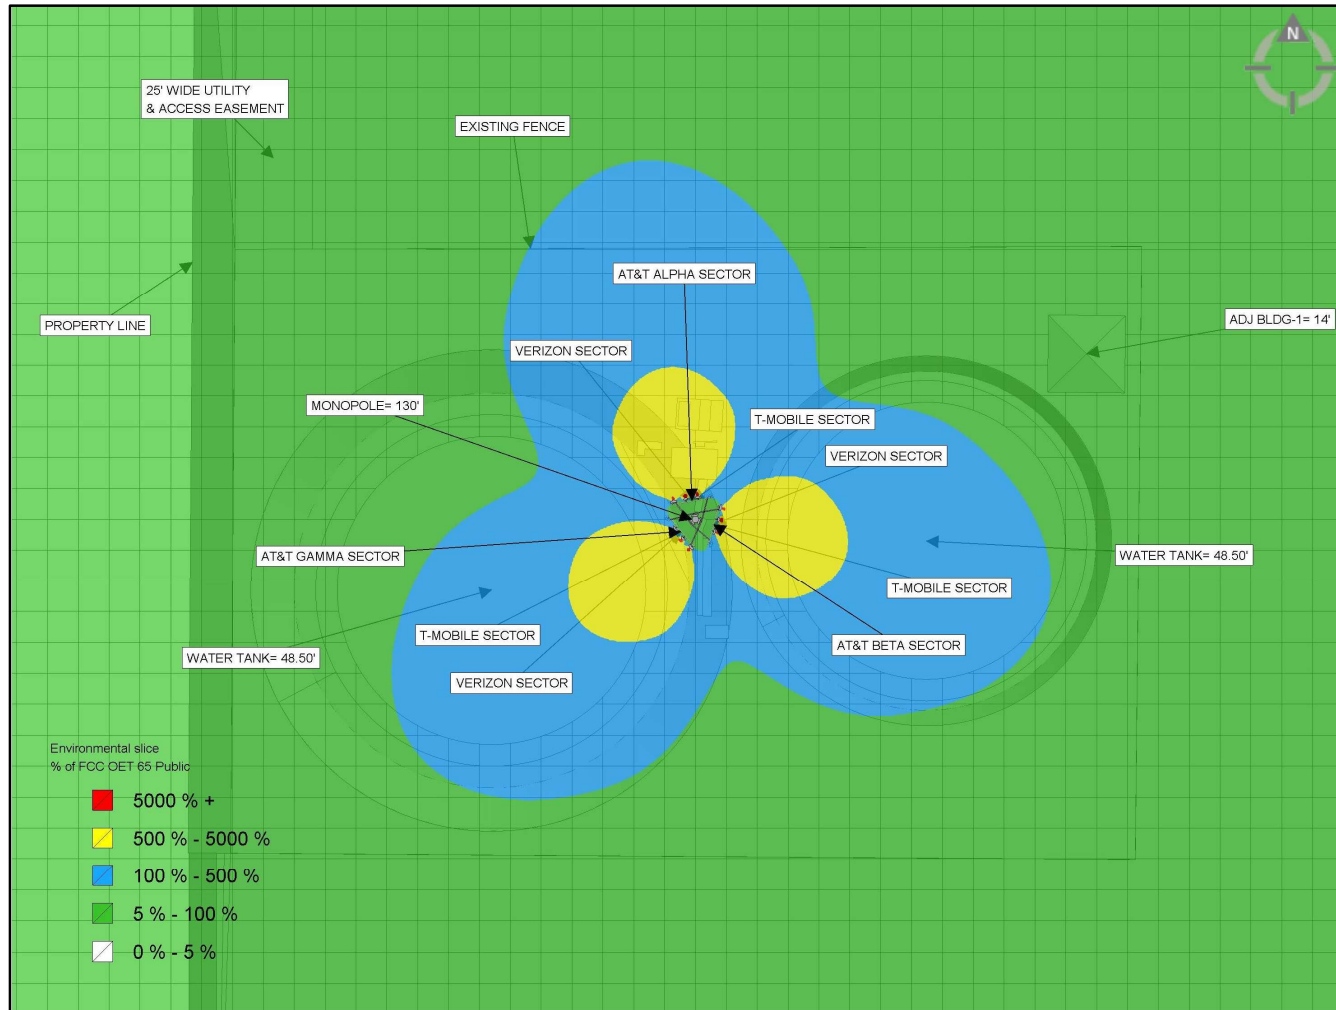 N
25' WIDE UTILITY
& ACCESS EASEMENT
EXISTING FENCE
AT&T ALPHA SECTOR
PROPERTY LINE
ADJ BLDG-1= 14'
VERIZON SECTOR
MONOPOLE= 130'
T-MOBILE SECTOR
VERIZON SECTOR
AT&T GAMMA SECTOR
WATER TANK= 48.50'
T-MOBILE SECTOR
T-MOBILE SECTOR
AT&T BETA SECTOR
WATER TANK= 48.50'
VERIZON SECTOR
Environmental slice
% of FCC OET 65 Public
5000 % +
500 % - 5000 %
100 % - 500 %
5 % - 100 %
0 % - 5 %